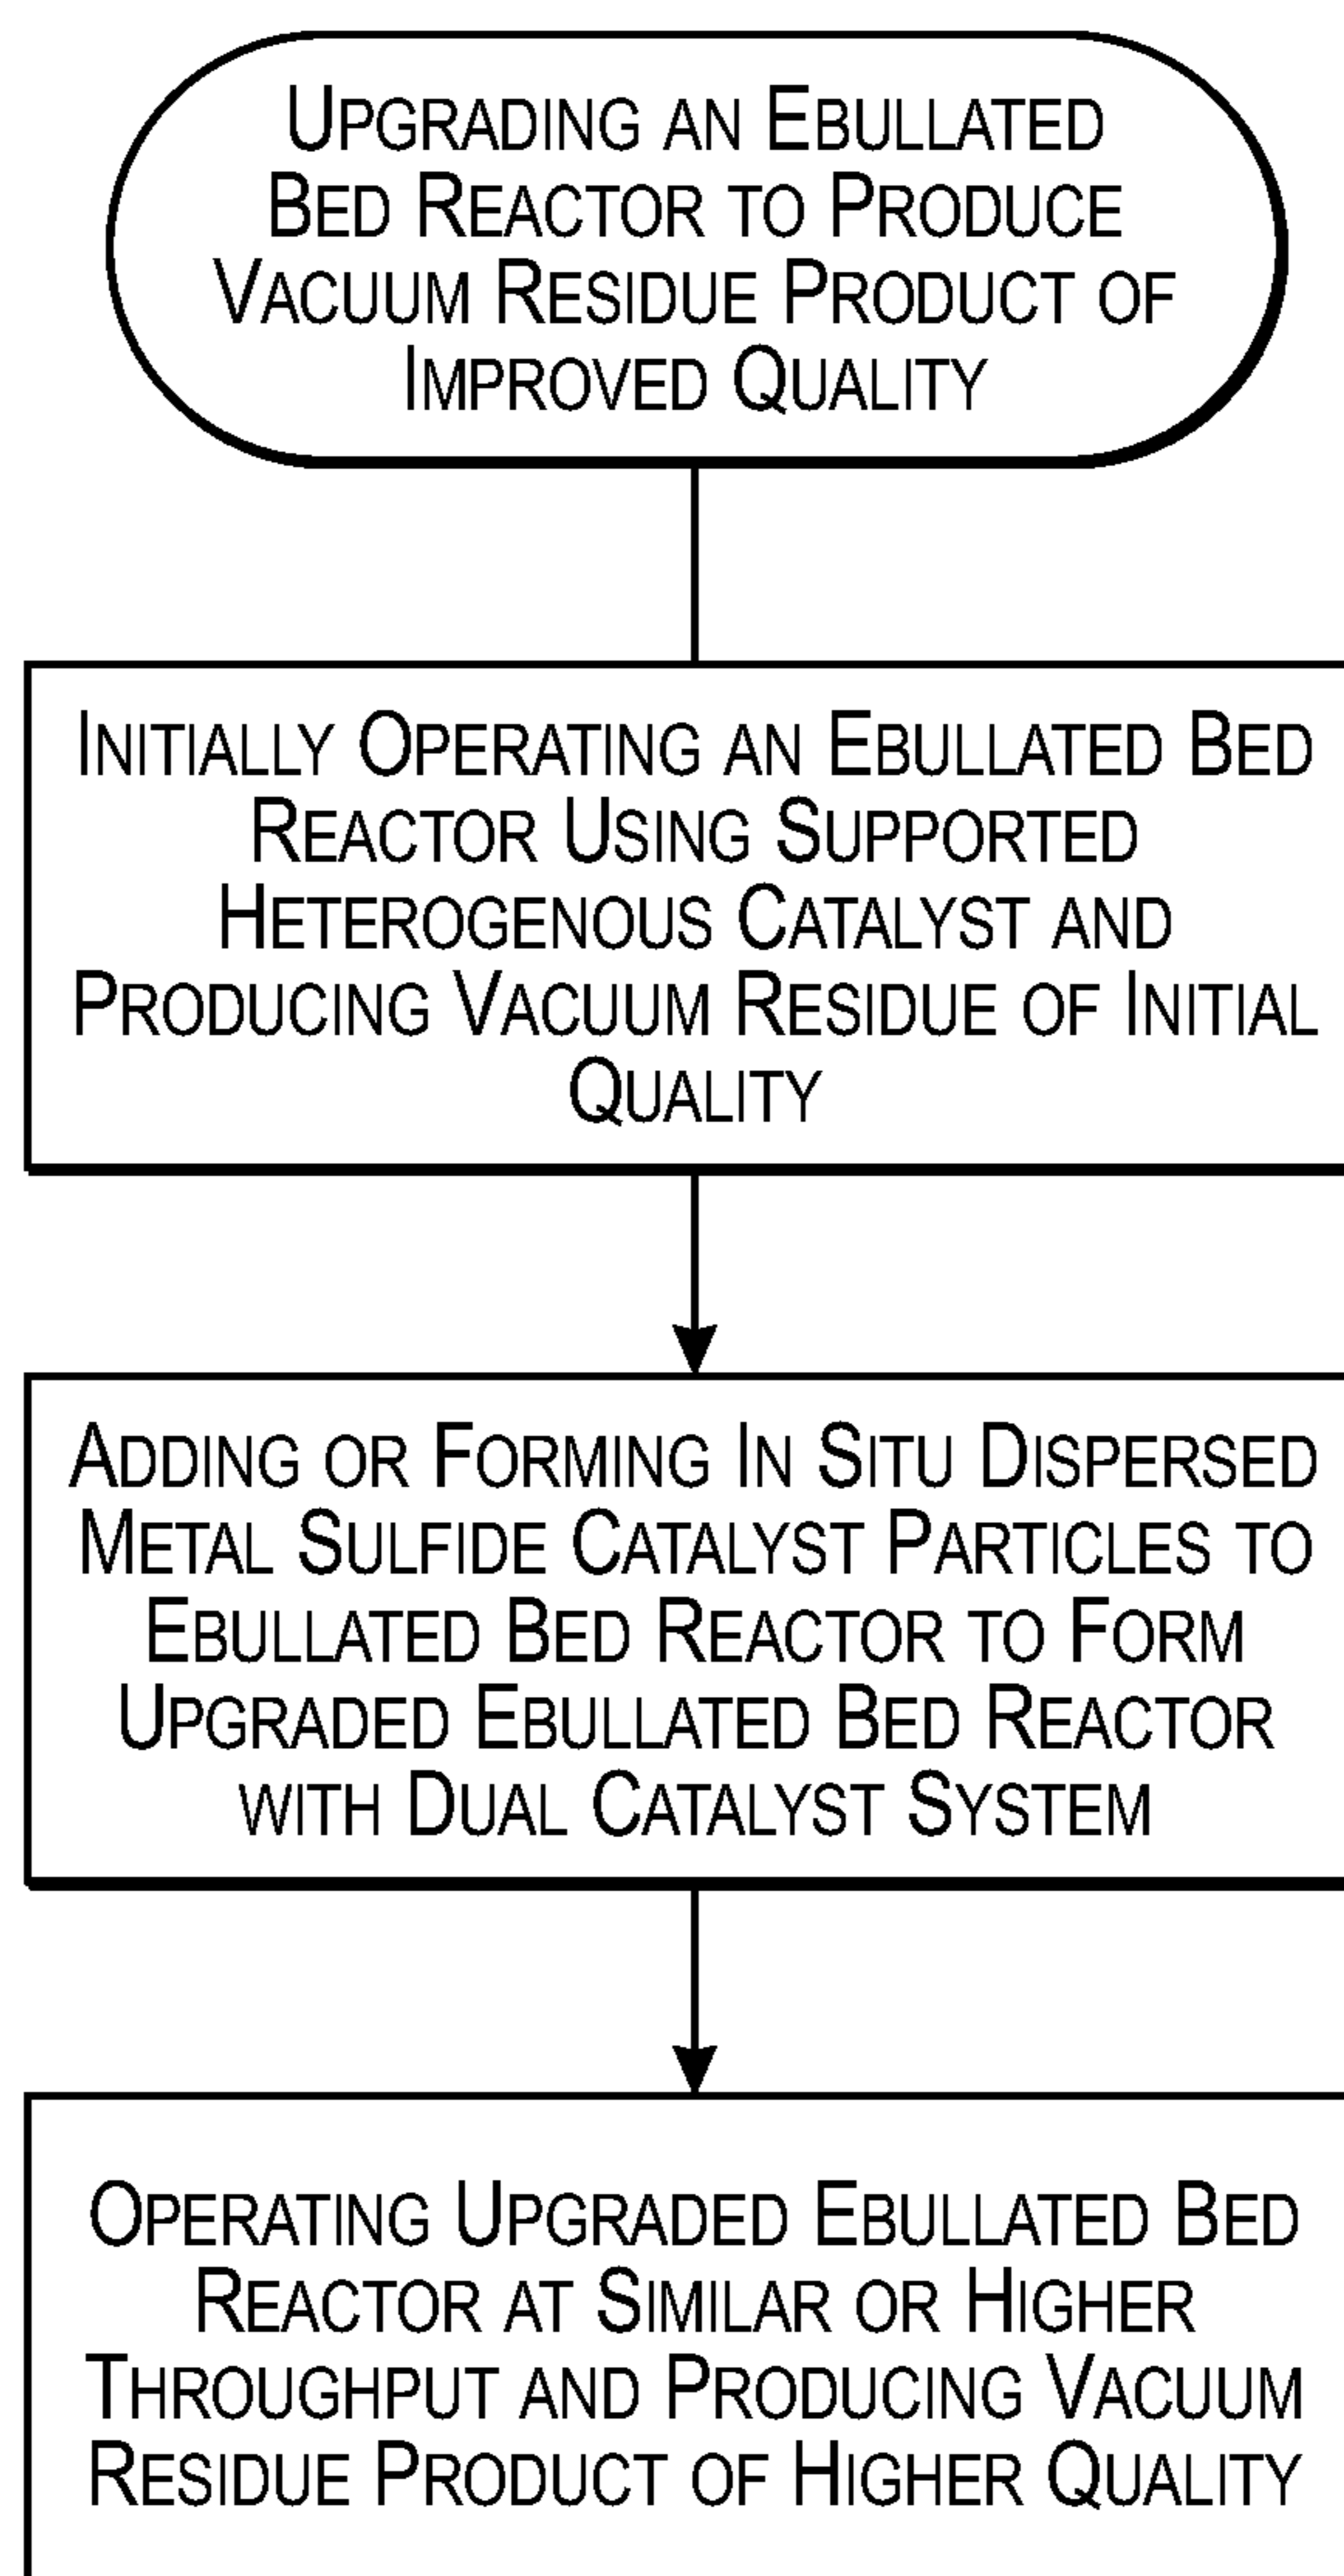 UPGRADING AN EBULLATED
BED REACTOR TO PRODUCE
VACUUM RESIDUE PRODUCT OF
IMPROVED QUALITY
INITIALLY OPERATING AN EBULLATED BED
REACTOR USING SUPPORTED
HETEROGENOUS CATALYST AND
PRODUCING VACUUM RESIDUE OF INITIAL
QUALITY
ADDING OR FORMING IN SITU DISPERSED
METAL SULFIDE CATALYST PARTICLES TO
EBULLATED BED REACTOR TO FORM
UPGRADED EBULLATED BED REACTOR
WITH DUAL CATALYST SYSTEM
OPERATING UPGRADED EBULLATED BED
REACTOR AT SIMILAR OR HIGHER
THROUGHPUT AND PRODUCING VACUUM
RESIDUE PRODUCT OF HIGHER QUALITY